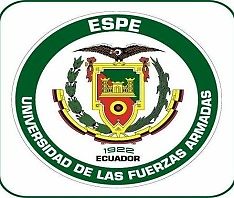 ESPE
UNIVERSIDAD DE LAS FUERZAS ARMADAS
1922
ECUADOR